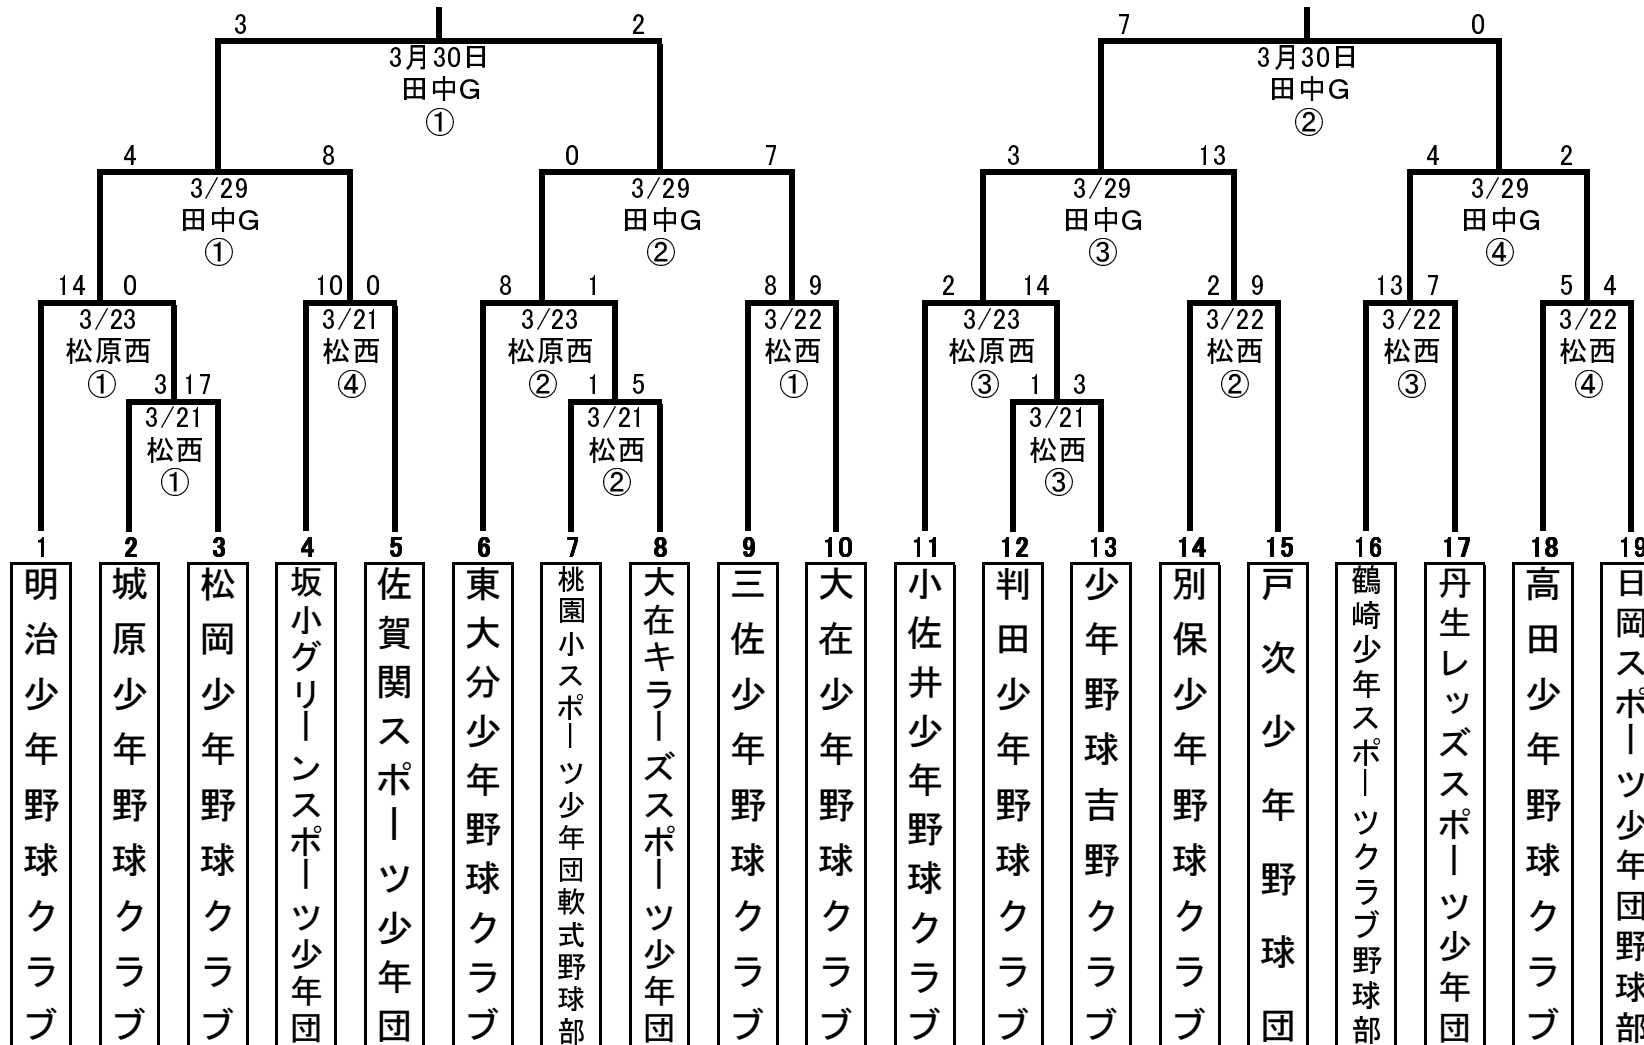 3 2 7 0
3月30日 3月30日
田中G 田中G
① ②
4 8 0 7 3 13 4 2
3/29 3/29 3/29 3/29
田中G 田中G 田中G 田中G
① ② ③ ④
14 0 10 0 8 1 8 9 2 14 2 9 13 7 5 4
3/23 3/21 3/23 3/22 3/23 3/22 3/22 3/22
松原西 松西 松原西 松西 松原西 松西 松西 松西
① ④ ② ① ③ ② ③ ④
3 17 1 5 1 3
3/21 3/21 3/21
松西 松西 松西
① ② ③
1 2 3 4 5 6 7 8 9 10 11 12 13 14 15 16 17 18 19
明治少年野球クラブ
城原少年野球クラブ
松岡少年野球クラブ
坂小グリーンスポーツ少年団
佐賀関スポーツ少年団
東大分少年野球クラブ
桃園小スポーツ少年団軟式野球部
大在キラーズスポーツ少年団
三佐少年野球クラブ
大在少年野球クラブ
小佐井少年野球クラブ
判田少年野球クラブ
少年野球吉野クラブ
別保少年野球クラブ
戸次少年野球団
鶴崎少年スポーツクラブ野球部
丹生レッズスポーツ少年団
高田少年野球クラブ
日岡スポーツ少年団野球部